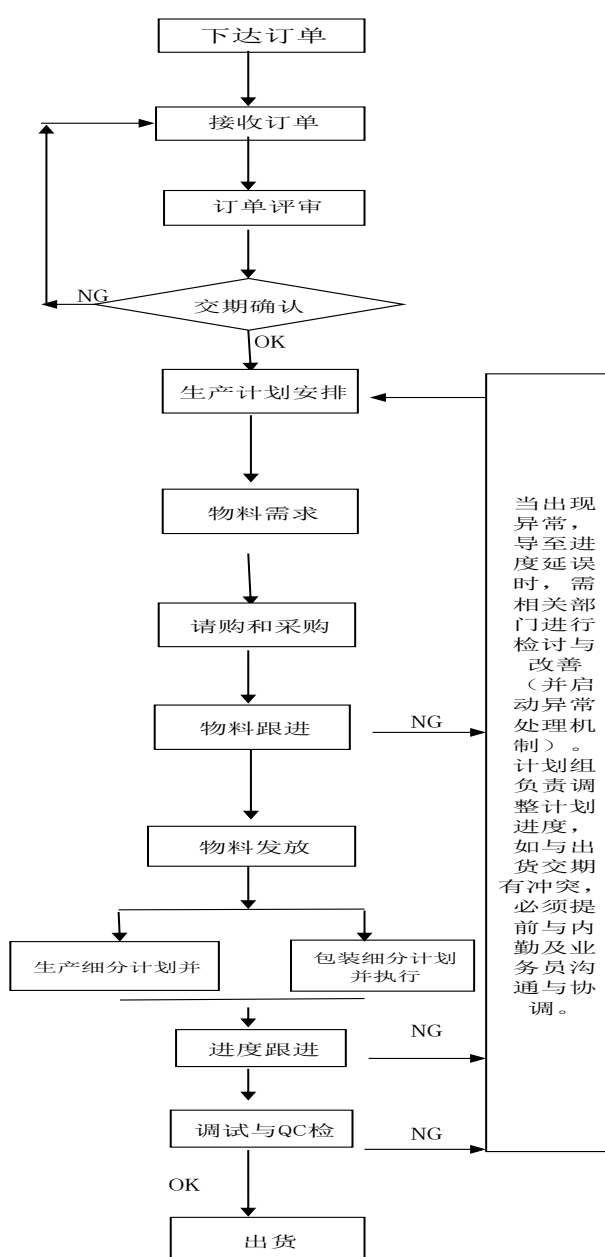 下达订单
接收订单
订单评审
NG
交期确认
OK
生产计划安排
物料需求
请购和采购
物料跟进
NG
物料发放
生产细分计划并
包装细分计划
并执行
进度跟进
NG
调试与QC检
NG
OK
出货
当出现
异常，
导至进
度延误
时，需
相关部
门进行
检讨与
改善
（并启
动异常
处理机
制）。
计划组
负责调
整计划
进度，
如与出
货交期
有冲突，
必须提
前与内
勤及业
务员沟
通与协
调。